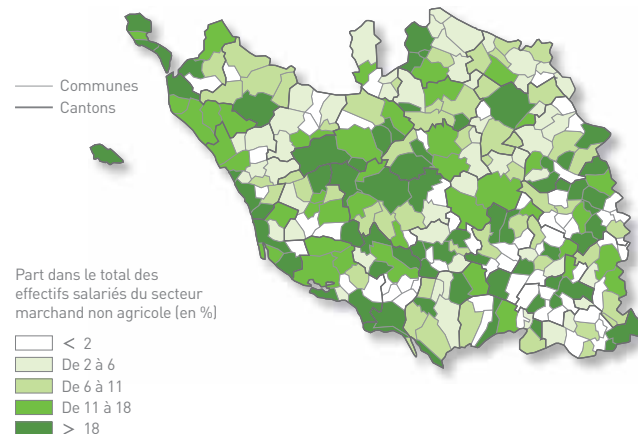 Communes
Cantons
Part dans le total des
effectifs salariés du secteur
marchand non agricole (en %)
< 2
De 2 à 6
De 6 à 11
De 11 à 18
> 18